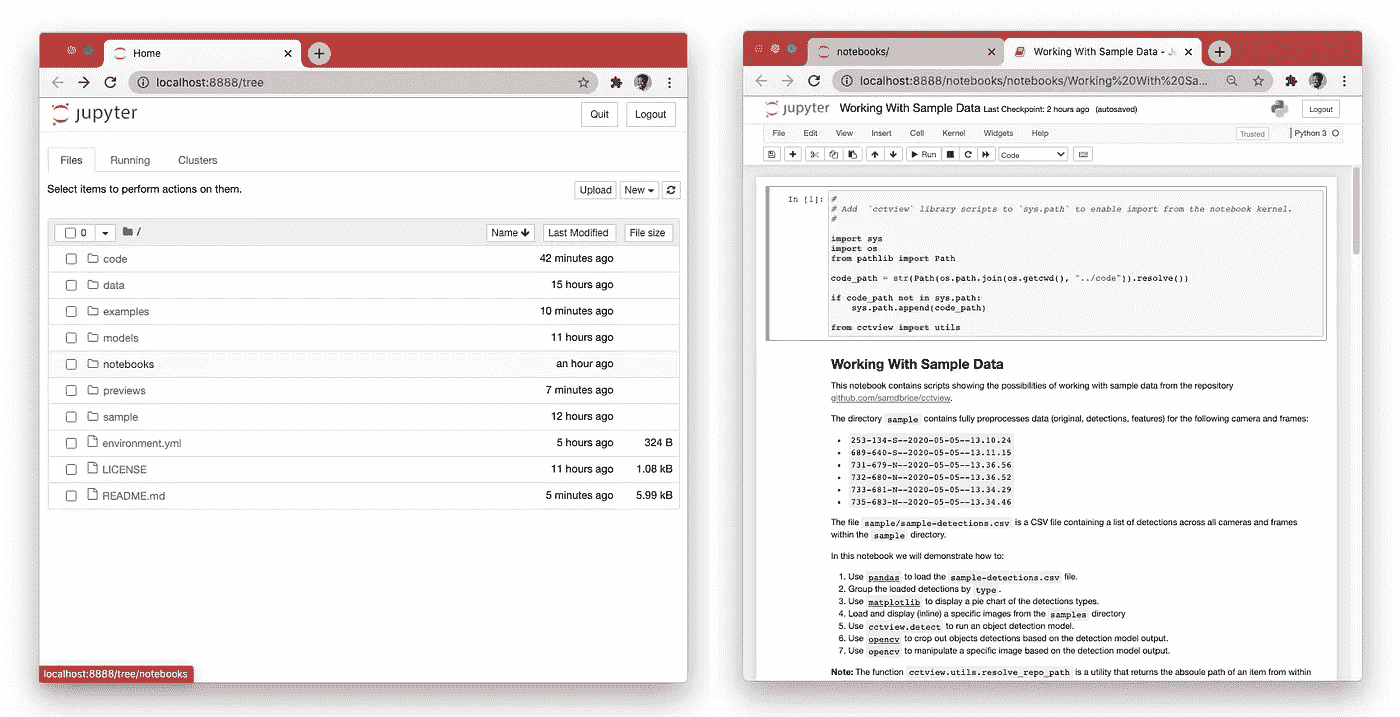 Home
localhost:8888/tree
jupyter
Quit
Logout
Files
Running
Clusters
Select items to perform actions on them.
Upload
New
0
/
Name
Last Modified
File size
code
42 minutes ago
data
15 hours ago
examples
10 minutes ago
models
11 hours ago
notebooks
an hour ago
previews
7 minutes ago
sample
12 hours ago
environment.yml
5 hours ago
324 B
LICENSE
11 hours ago
1.08 kB
README.md
5 minutes ago
5.99 kB
localhost:8888/tree/notebooks
notebooks/
Working With Sample Data - Ju
localhost:8888/notebooks/notebooks/Working%20With%20Sa...
jupyter
Working With Sample Data Last Checkpoint: 2 hours ago (autosaved)
Logout
File Edit View Insert Cell Kernel Widgets Help
Trusted
Python 3
Run
Code
In [1]:
#
# Add `cctview` library scripts to `sys.path` to enable import from the notebook kernel.
#
import sys
import os
from pathlib import Path
code_path = str(Path(os.path.join(os.getcwd(), "../code")).resolve())
if code_path not in sys.path:
sys.path.append(code_path)
from cctview import utils
Working With Sample Data
This notebook contains scripts showing the possibilities of working with sample data from the repository
github.com/samdbrice/cctview.
The directory sample contains fully preprocesses data (original, detections, features) for the following camera and frames:
• 253-134-S--2020-05-05--13.10.24
• 689-640-S--2020-05-05--13.11.15
• 731-679-N--2020-05-05--13.36.56
• 732-680-N--2020-05-05--13.36.52
• 733-681-N--2020-05-05--13.34.29
• 735-683-N--2020-05-05--13.34.46
The file sample/sample-detections.csv is a CSV file containing a list of detections across all cameras and frames
within the sample directory.
In this notebook we will demonstrate how to:
1. Use pandas to load the sample-detections.csv file.
2. Group the loaded detections by type.
3. Use matplotlib to display a pie chart of the detections types.
4. Load and display (inline) a specific images from the samples directory
5. Use cctview.detect to run an object detection model.
6. Use opencv to crop out objects detections based on the detection model output.
7. Use opencv to manipulate a specific image based on the detection model output.
Note: The function cctview.utils.resolve_repo_path is a utility that returns the absoule path of an item from within